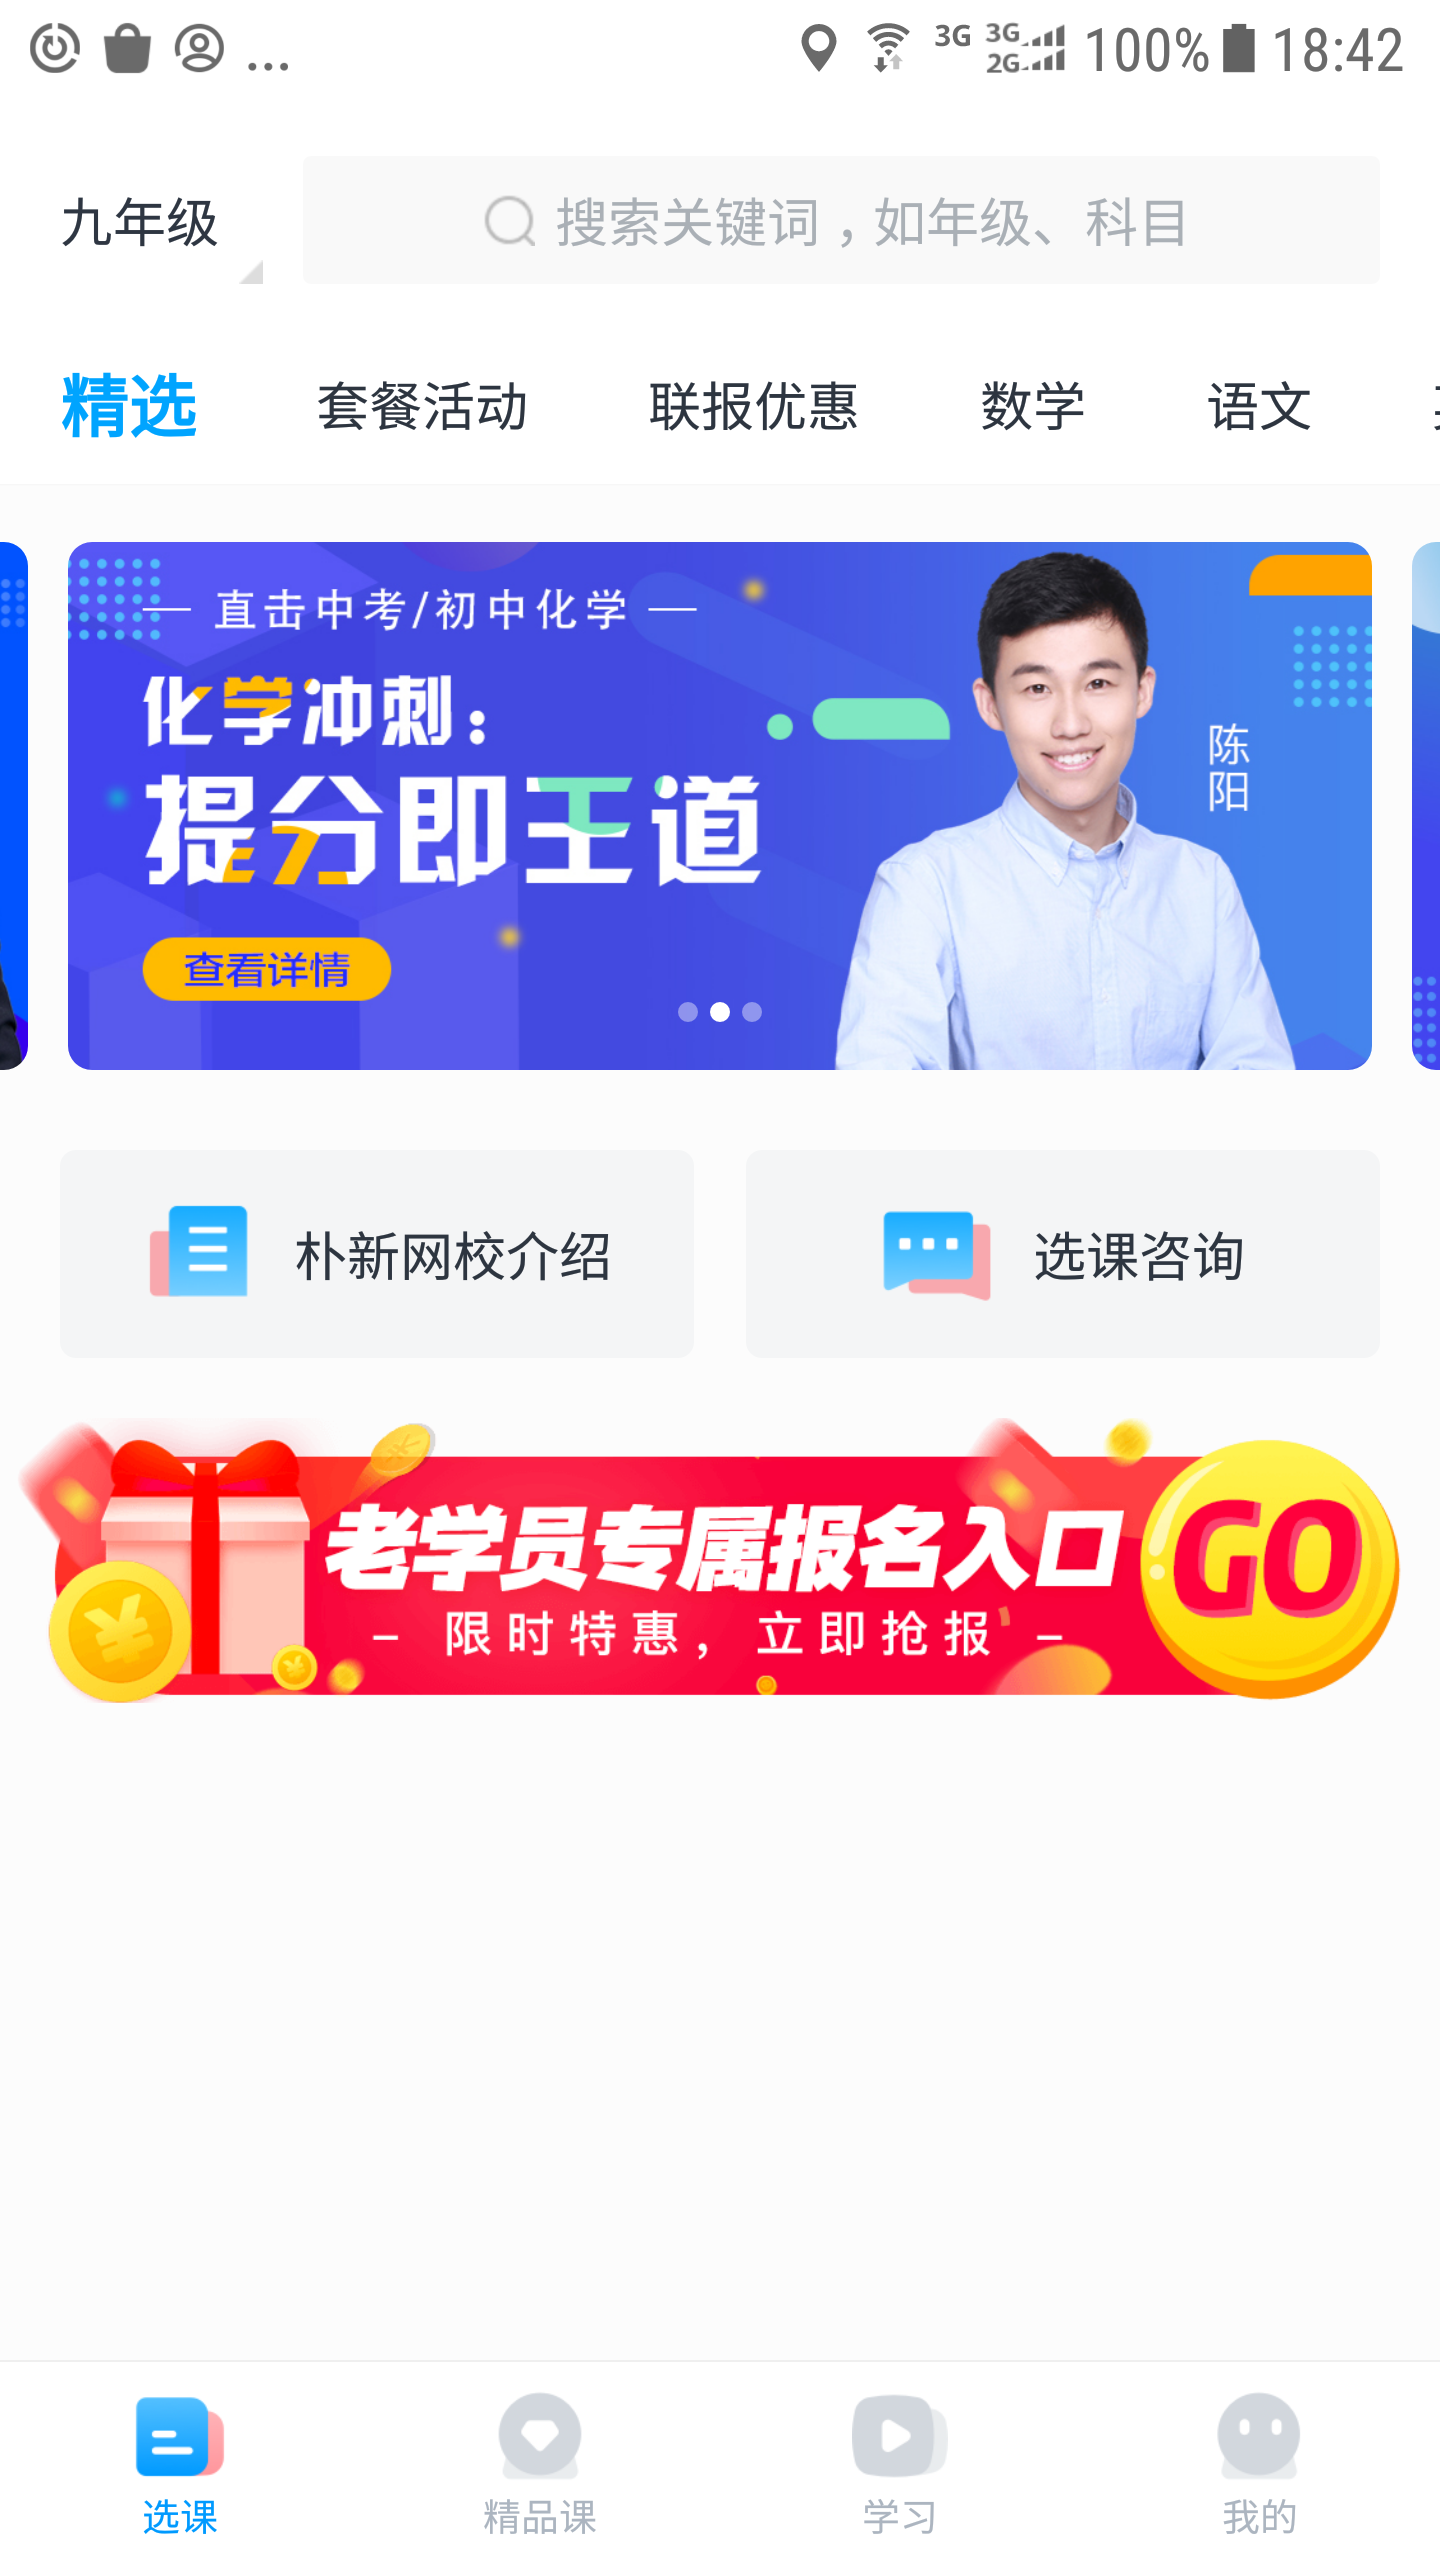 ... 3G 3G 2G 100% 18:42
九年级 搜索关键词，如年级、科目
精选 套餐活动 联报优惠 数学 语文
直击中考/初中化学
化学冲刺：
提分即王道
陈阳
查看详情
朴新网校介绍 选课咨询
老学员专属报名入口 GO
– 限时特惠，立即抢报 –
选课 精品课 学习 我的